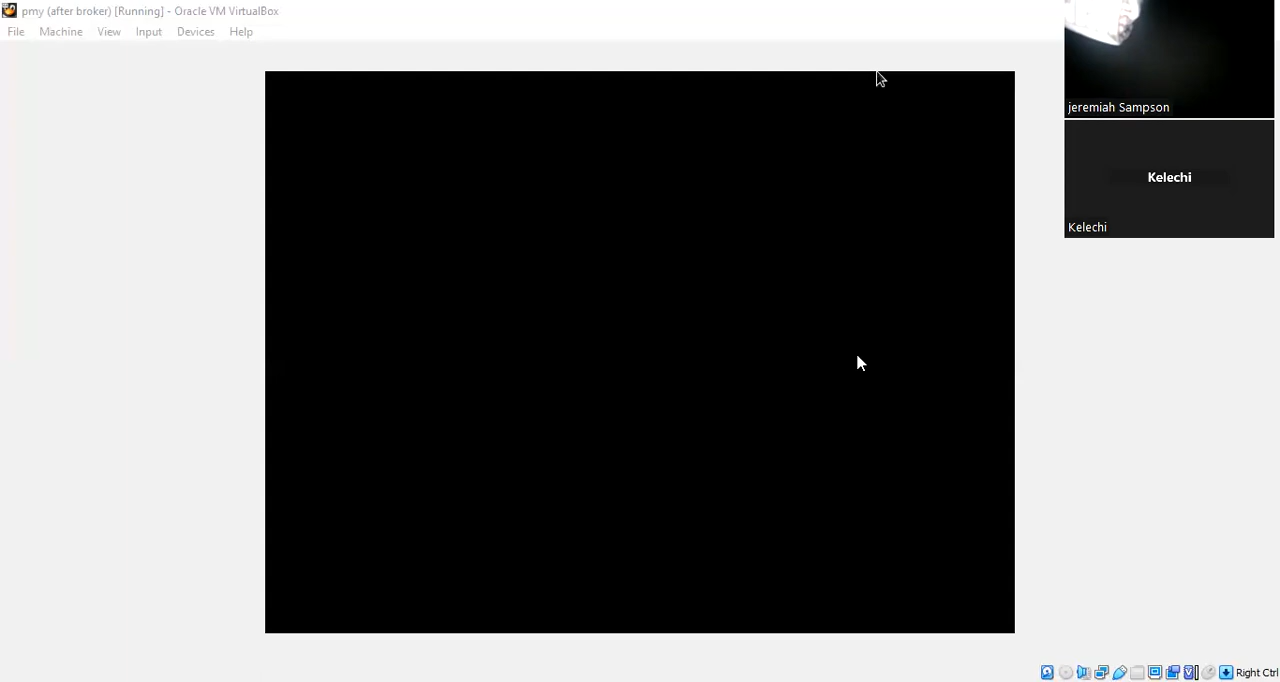 pmy (after broker) [Running] - Oracle VM VirtualBox
File Machine View Input Devices Help
jeremiah Sampson
Kelechi
Kelechi
Right Ctrl